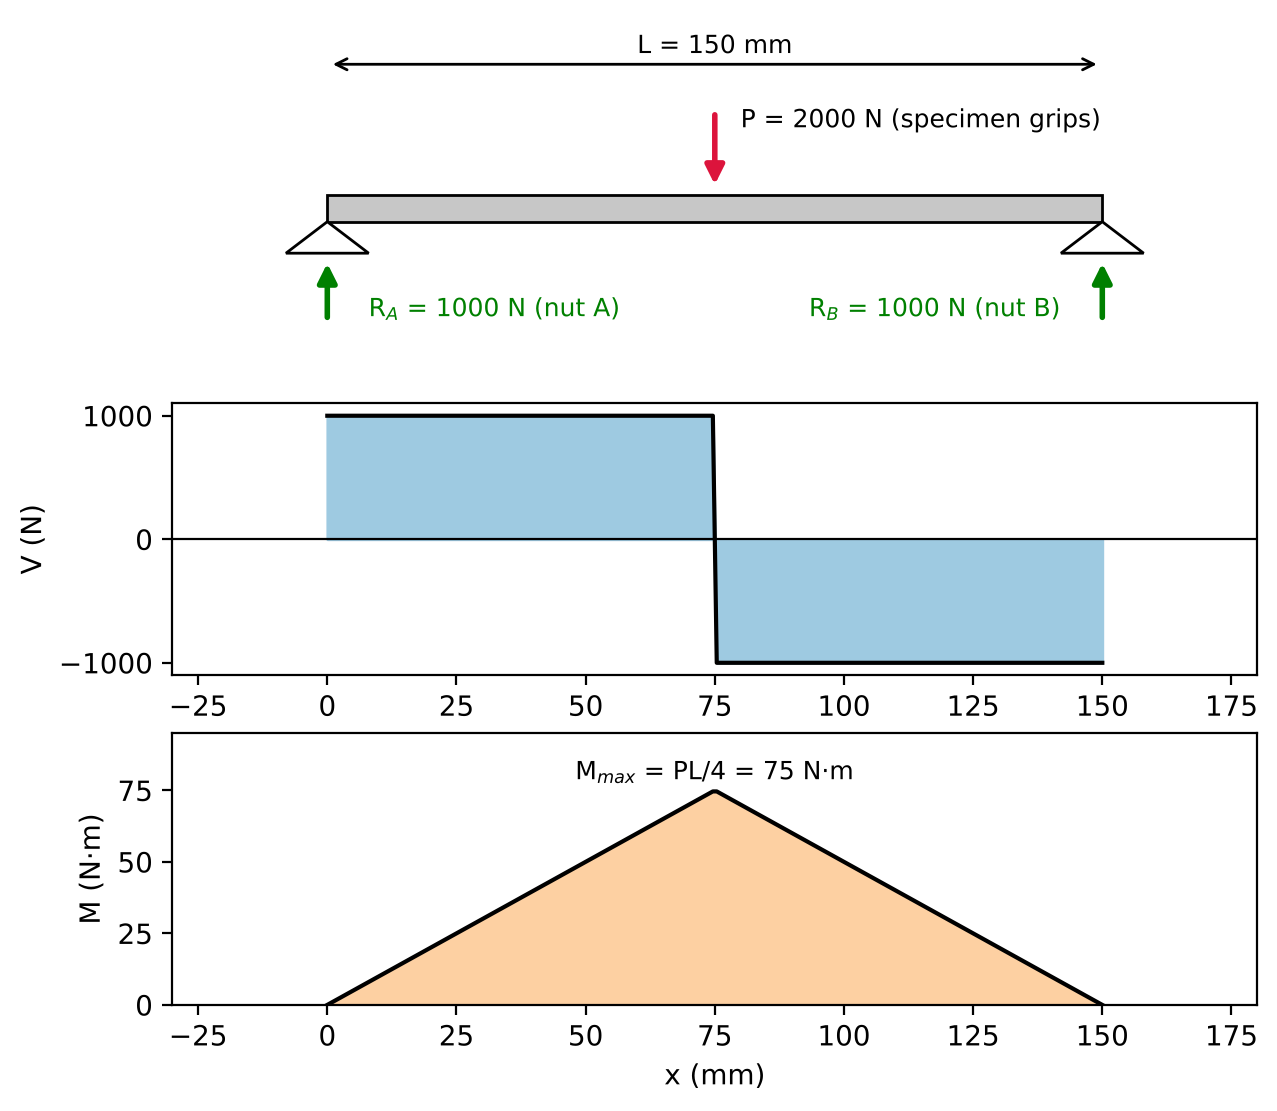 L = 150 mm
P = 2000 N (specimen grips)
R_A = 1000 N (nut A)
R_B = 1000 N (nut B)
1000
0
−1000
V (N)
−25 0 25 50 75 100 125 150 175
M_max = PL/4 = 75 N·m
75
50
25
0
M (N·m)
−25 0 25 50 75 100 125 150 175
x (mm)